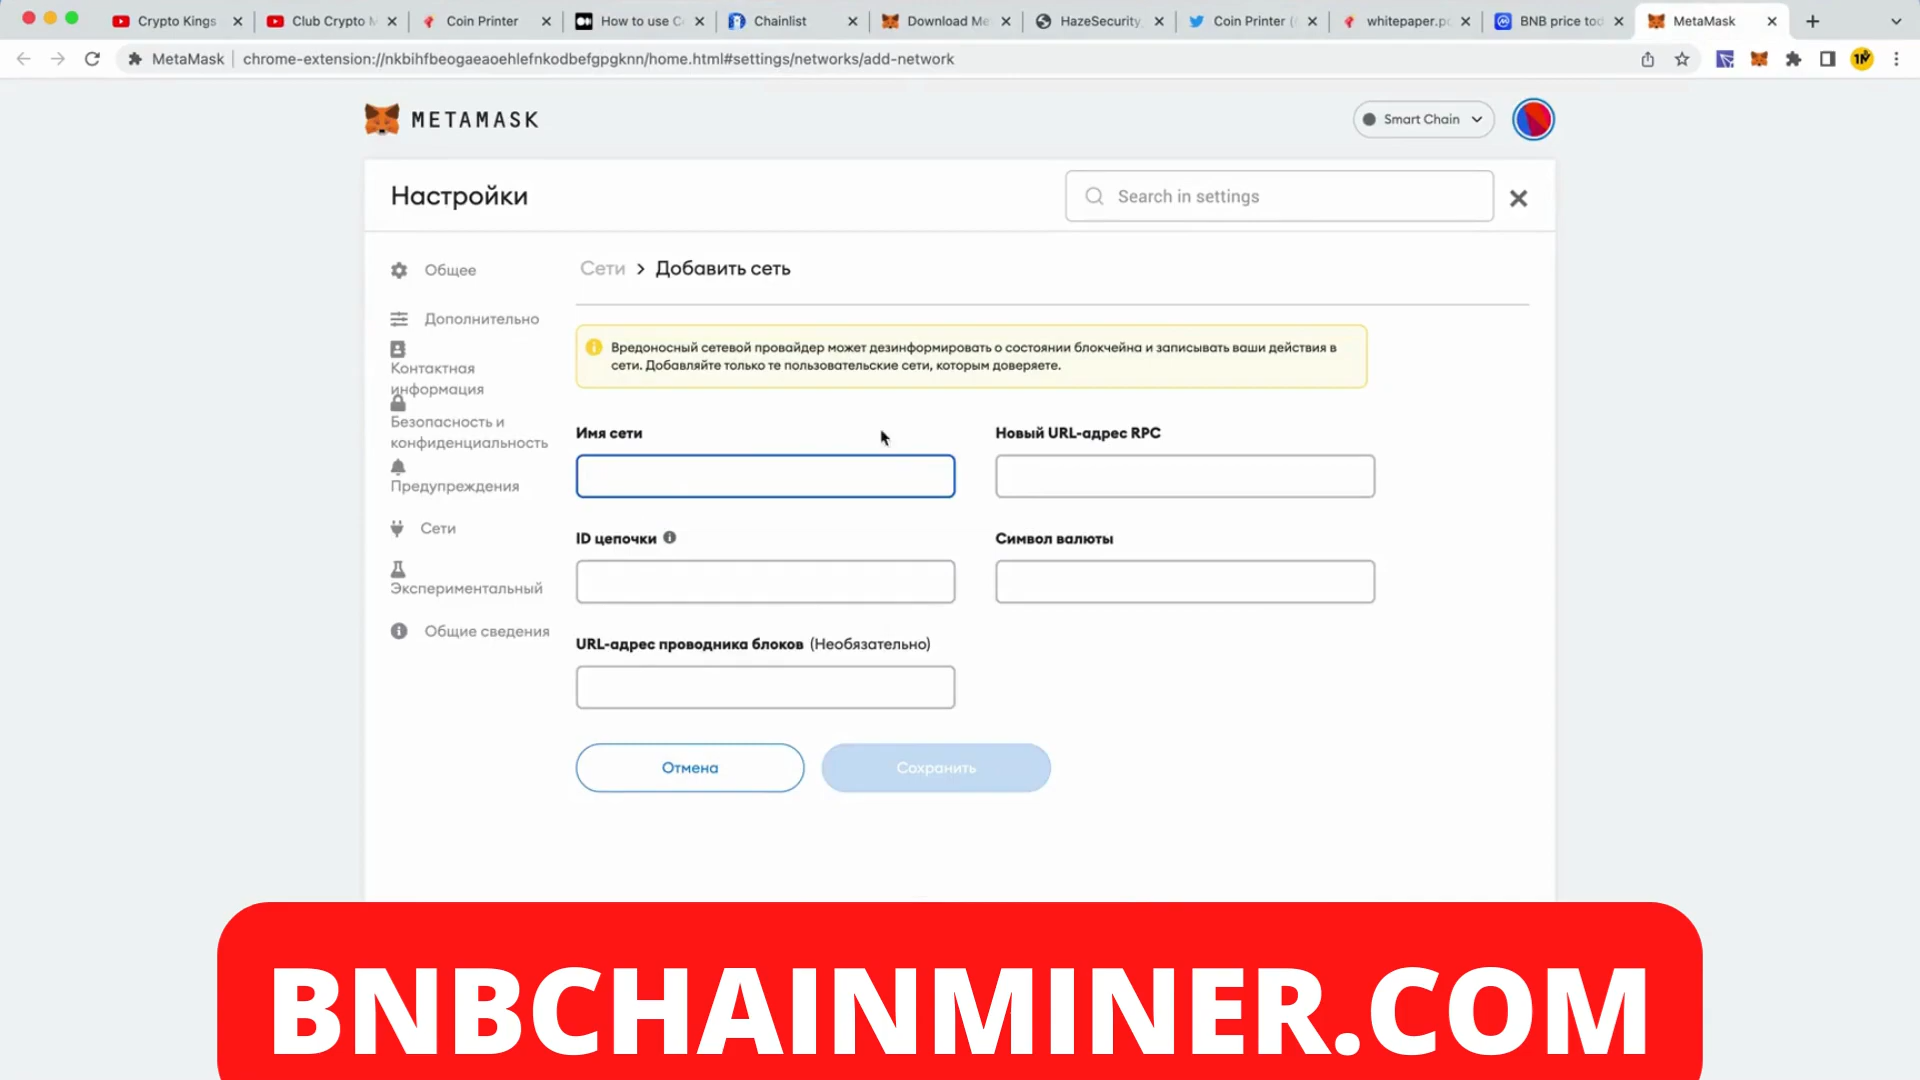 Crypto Kings
Club Crypto M
Coin Printer
How to use Co
Chainlist
Download Me
HazeSecurity
Coin Printer (
whitepaper.pd
BNB price tod
MetaMask
MetaMask
chrome-extension://nkbihfbeogaeaoehlefnkodbefgpgknn/home.html#settings/networks/add-network
METAMASK
Smart Chain
Настройки
Search in settings
Общее
Дополнительно
Контактная
информация
Безопасность и
конфиденциальность
Предупреждения
Сети
Экспериментальный
Общие сведения
Сети > Добавить сеть
Вредоносный сетевой провайдер может дезинформировать о состоянии блокчейна и записывать ваши действия в
сети. Добавляйте только те пользовательские сети, которым доверяете.
Имя сети
Новый URL-адрес RPC
ID цепочки
Символ валюты
URL-адрес проводника блоков (Необязательно)
Отмена
Сохранить
BNBCHAINMINER.COM